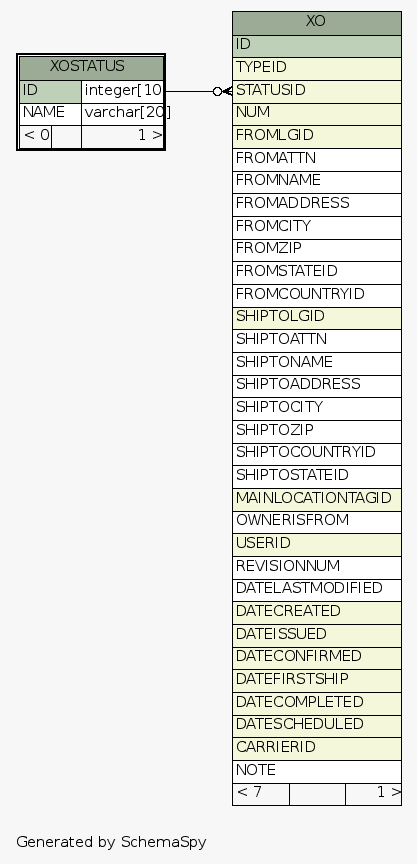 XOSTATUS
ID integer[10
NAME varchar[20]
< 0 1 >
XO
ID
TYPEID
STATUSID
NUM
FROMLGID
FROMATTN
FROMNAME
FROMADDRESS
FROMCITY
FROMZIP
FROMSTATEID
FROMCOUNTRYID
SHIPTOLGID
SHIPTOATTN
SHIPTONAME
SHIPTOADDRESS
SHIPTOCITY
SHIPTOZIP
SHIPTOCOUNTRYID
SHIPTOSTATEID
MAINLOCATIONTAGID
OWNERISFROM
USERID
REVISIONNUM
DATELASTMODIFIED
DATECREATED
DATEISSUED
DATECONFIRMED
DATEFIRSTSHIP
DATECOMPLETED
DATESCHEDULED
CARRIERID
NOTE
< 7 1 >
Generated by SchemaSpy